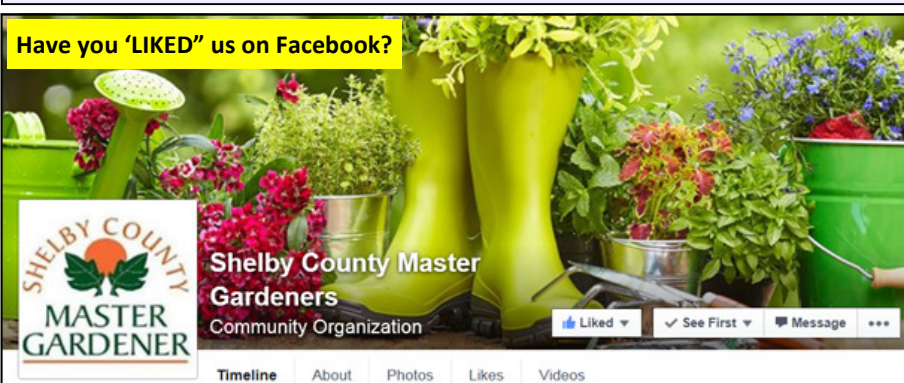 Have you ‘LIKED” us on Facebook?
SHELBY COUNTY
MASTER
GARDENER
Shelby County Master
Gardeners
Community Organization
Liked
See First
Message
Timeline About Photos Likes Videos